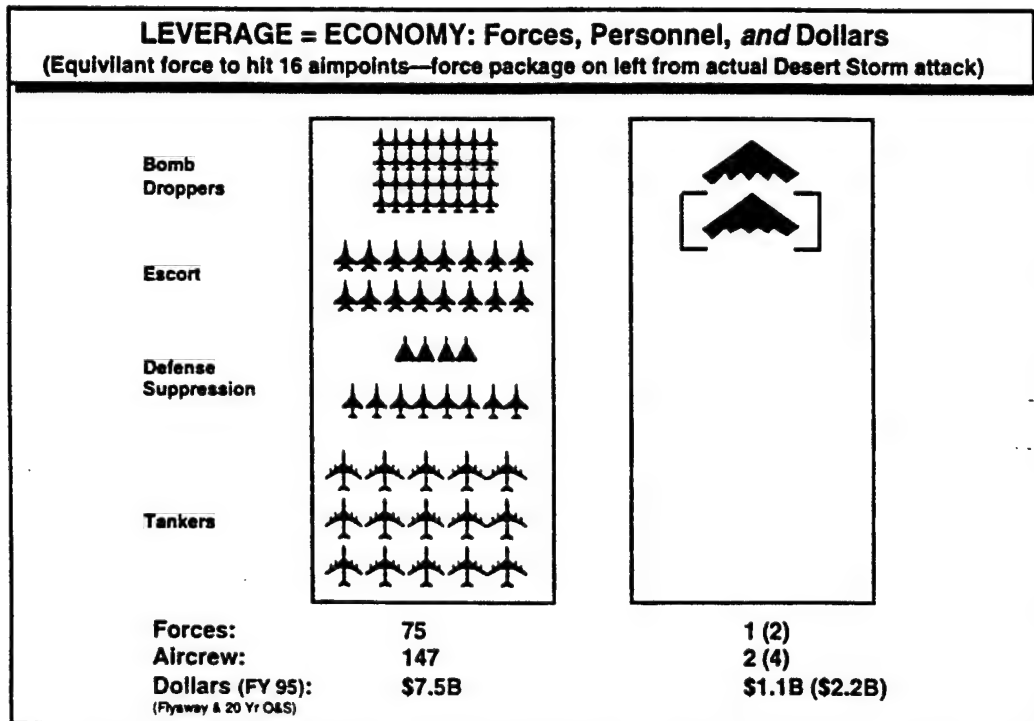 LEVERAGE = ECONOMY: Forces, Personnel, and Dollars
(Equivilant force to hit 16 aimpoints—force package on left from actual Desert Storm attack)
Bomb
Droppers
Escort
Defense
Suppression
Tankers
Forces: 75 1 (2)
Aircrew: 147 2 (4)
Dollars (FY 95): $7.5B $1.1B ($2.2B)
(Flyaway & 20 Yr O&S)